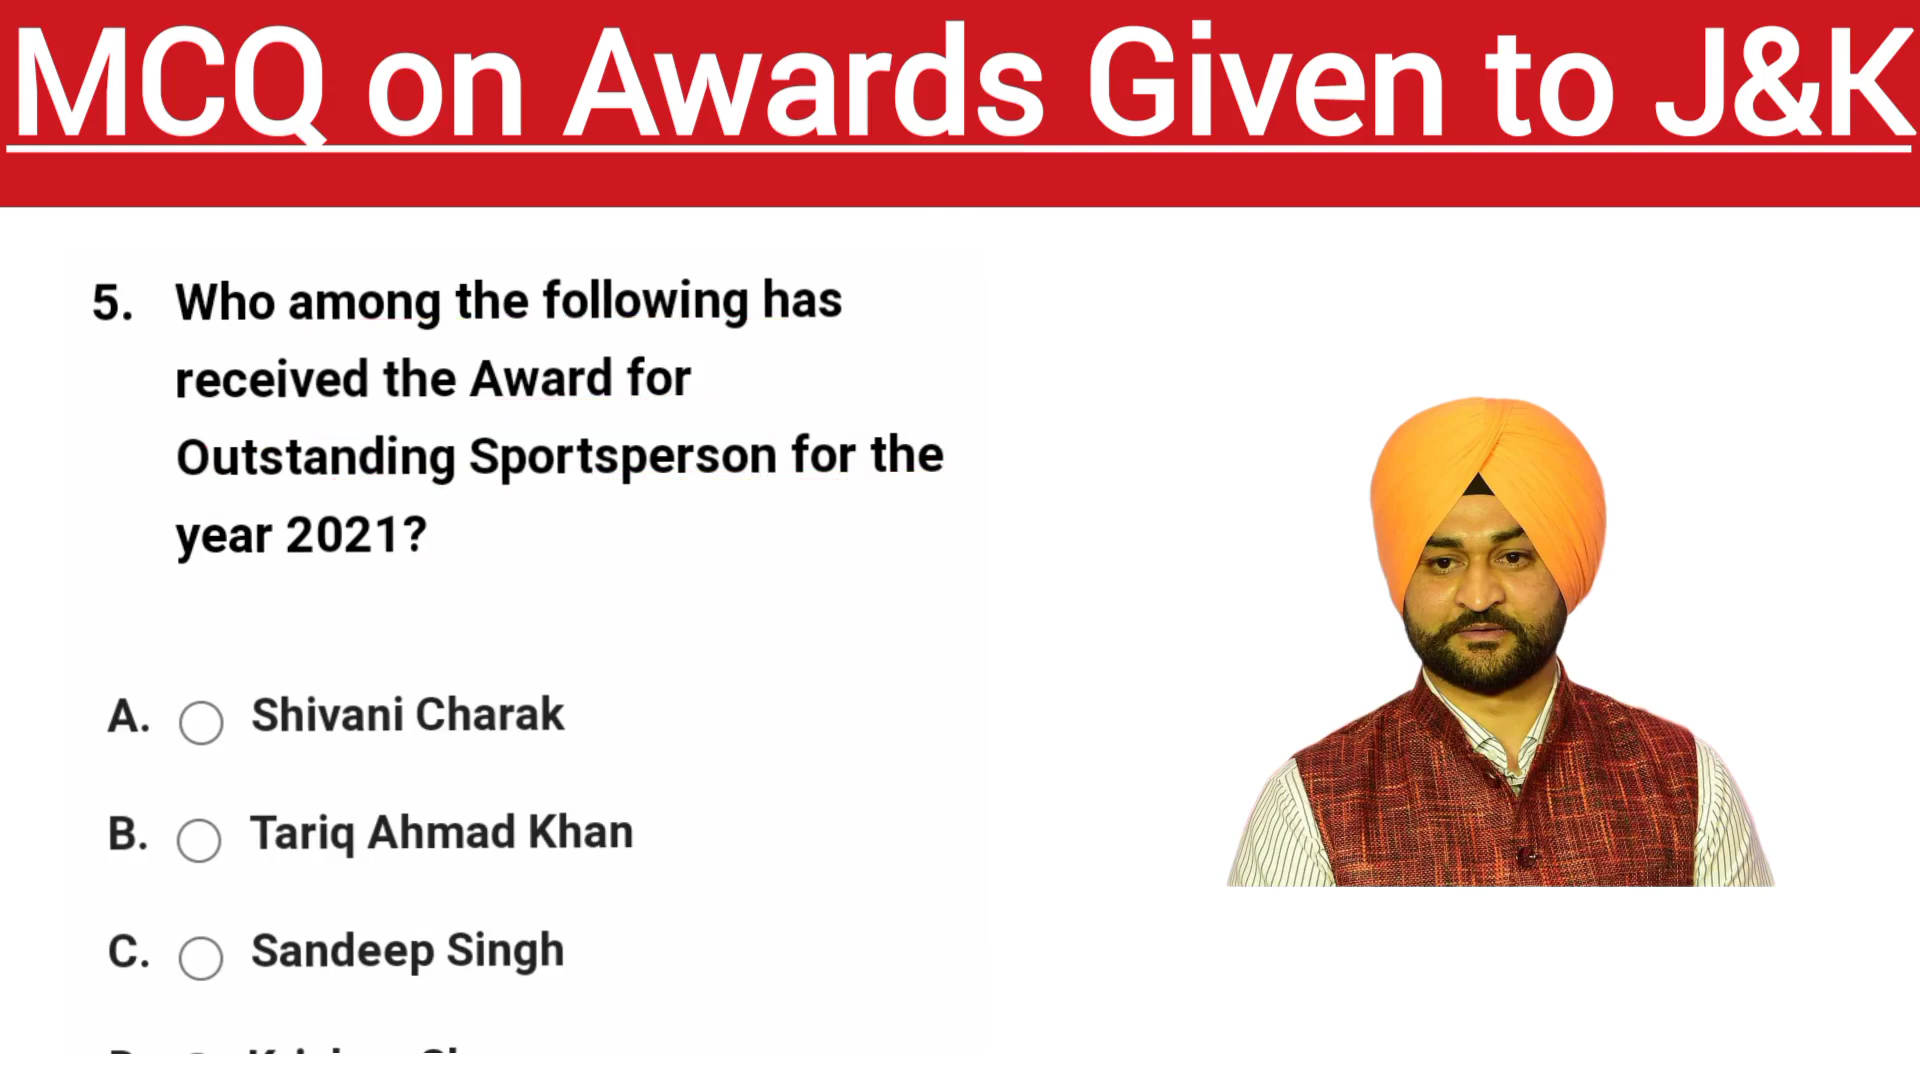 MCQ on Awards Given to J&K
5. Who among the following has
received the Award for
Outstanding Sportsperson for the
year 2021?
A. Shivani Charak
B. Tariq Ahmad Khan
C. Sandeep Singh